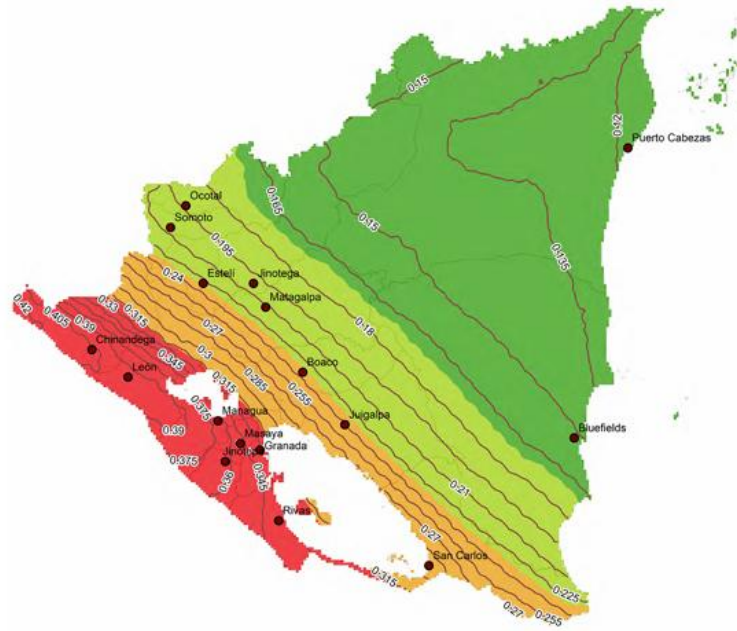 0.15
0.12
Puerto Cabezas
0.165
Ocotal
0.15
Somoto
0.195
0.135
0.24
Estelí
Jinotega
0.42
0.405
0.39
0.33
0.315
Matagalpa
0.27
0.18
Chinandega
0.345
0.3
León
0.315
0.285
Boaco
0.255
0.375
Managua
Juigalpa
0.39
Masaya
Bluefields
Granada
0.375
0.36
0.345
0.21
Rivas
0.27
San Carlos
0.315
0.225
0.27
0.255